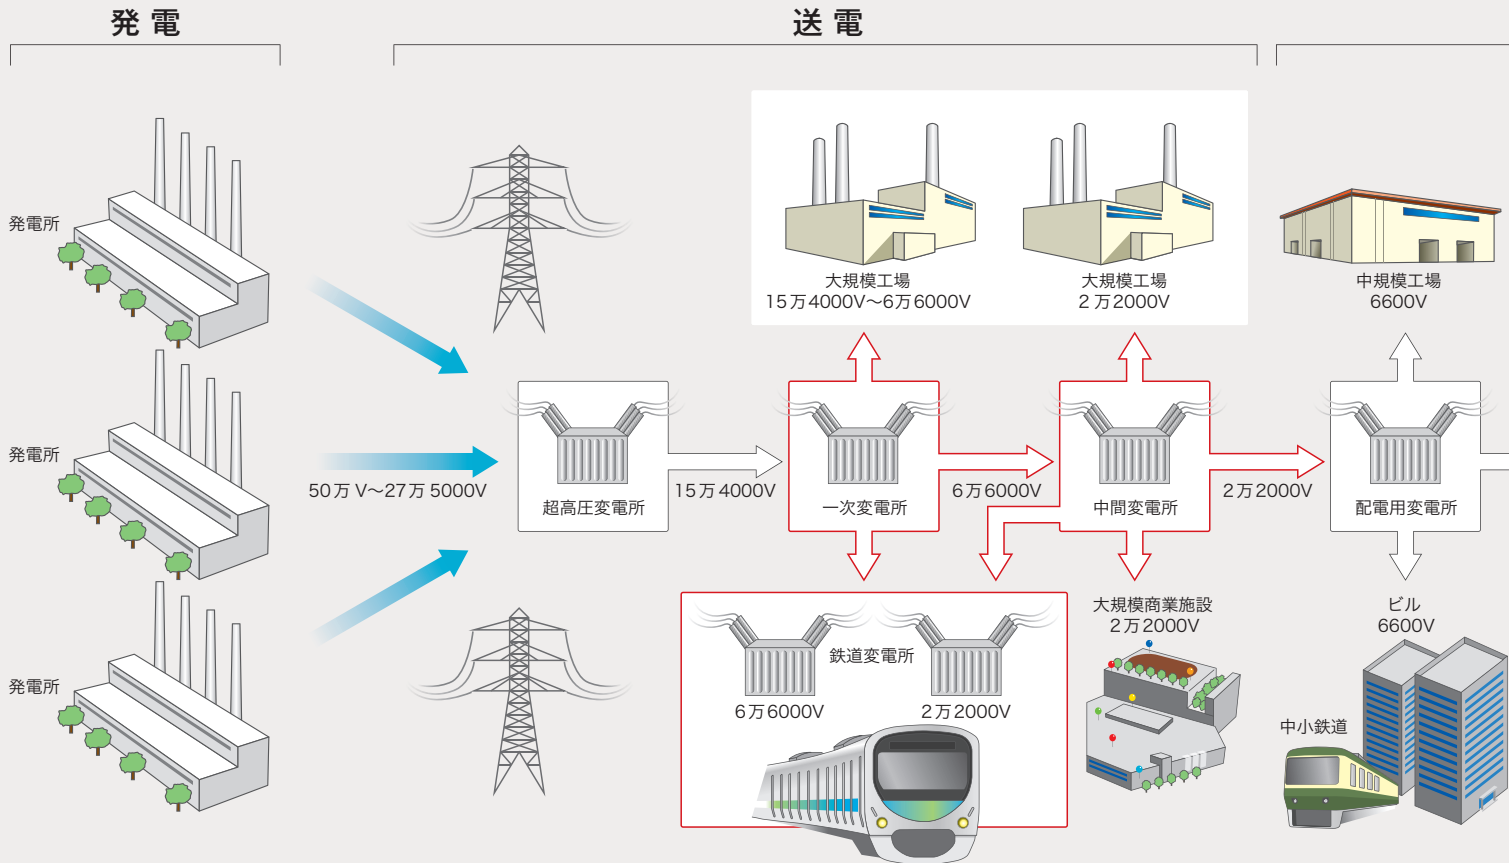 発電
送電
発電所
発電所
発電所
50万V〜27万5000V
超高圧変電所
15万4000V
大規模工場
15万4000V〜6万6000V
大規模工場
2万2000V
一次変電所
6万6000V
中間変電所
2万2000V
鉄道変電所
6万6000V
2万2000V
大規模商業施設
2万2000V
中規模工場
6600V
配電用変電所
ビル
6600V
中小鉄道